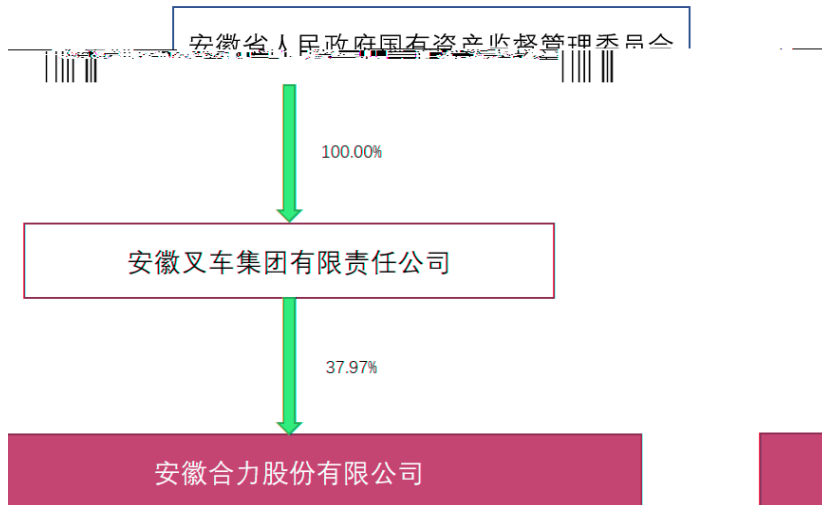 安徽省人民政府国有资产监督管理委员会
100.00%
安徽叉车集团有限责任公司
37.97%
安徽合力股份有限公司